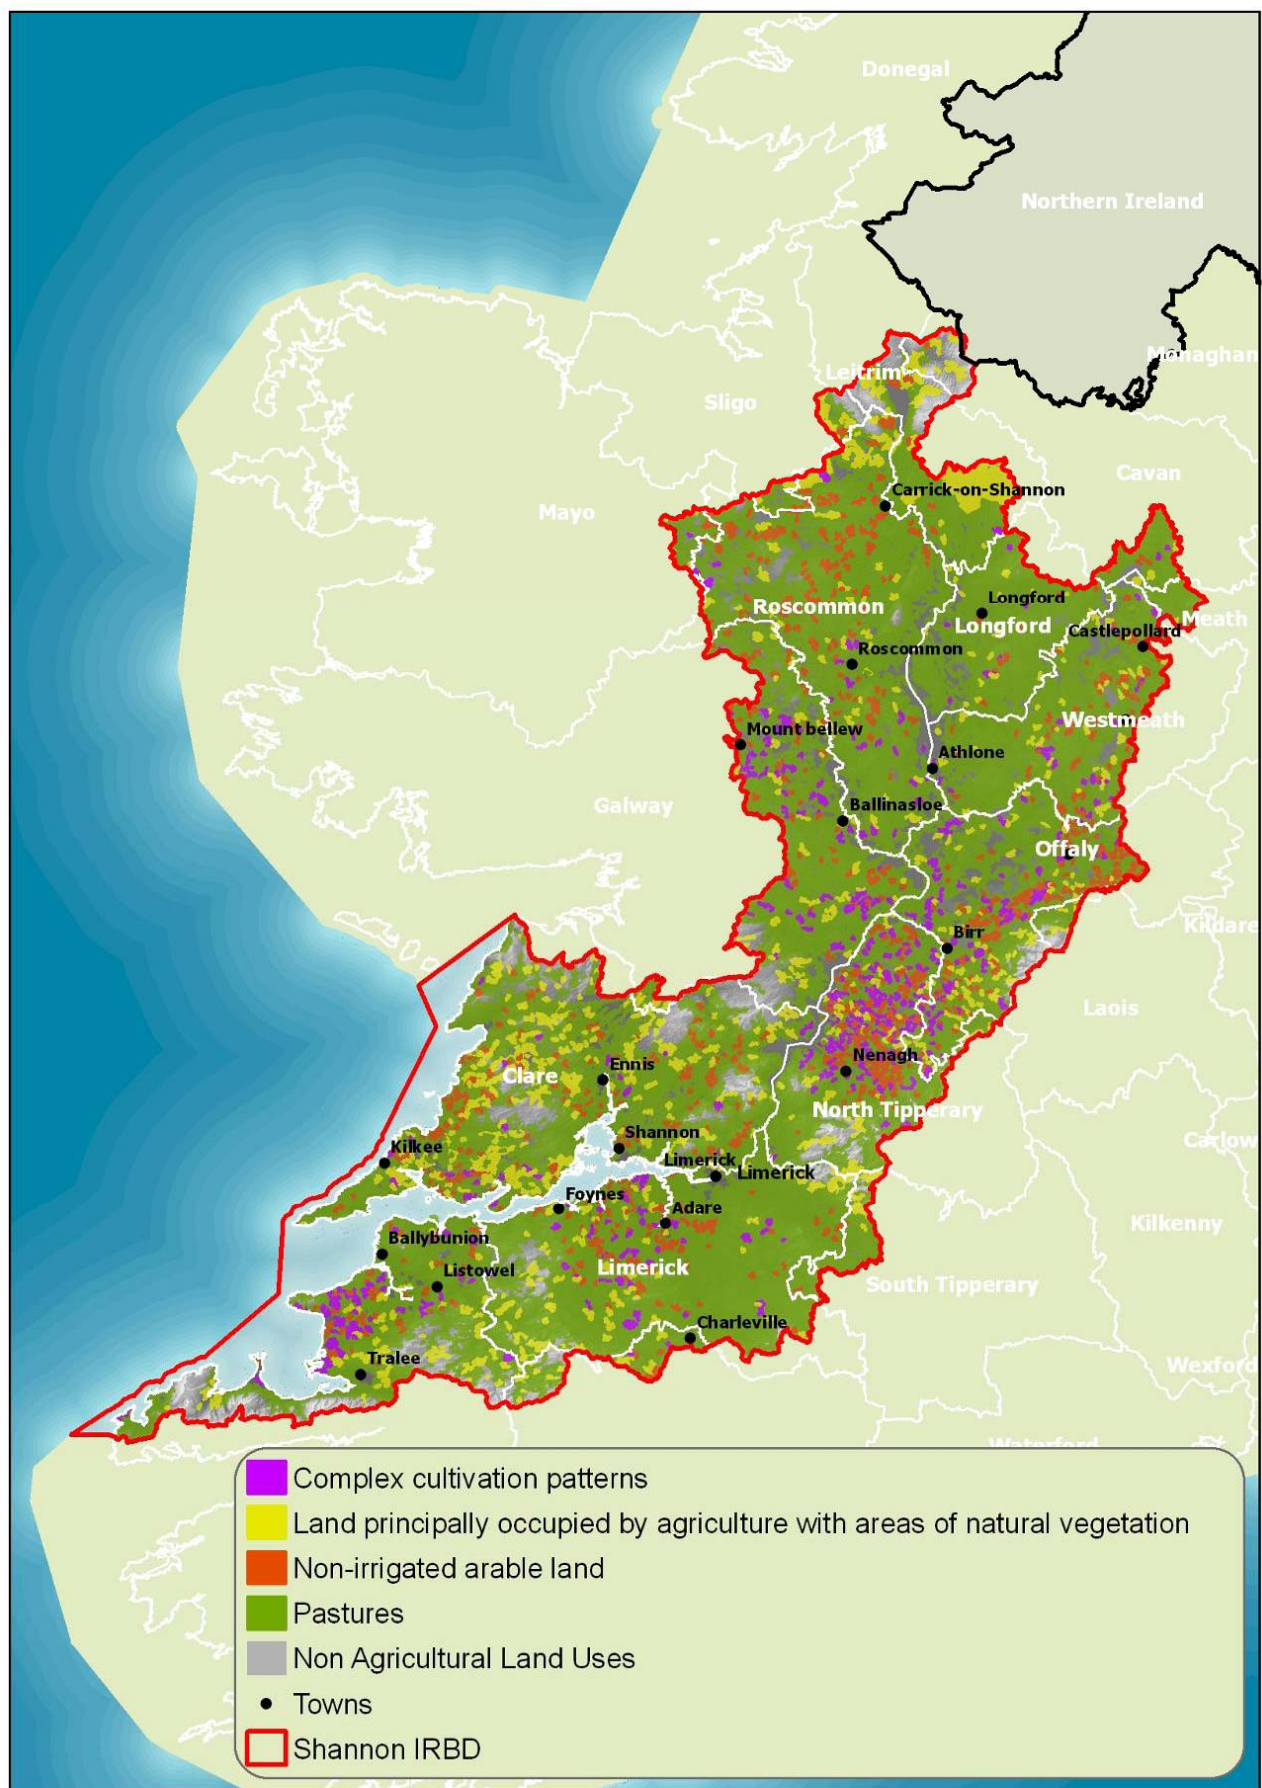 Donegal
Northern Ireland
Monaghan
Leitrim
Sligo
Cavan
Carrick-on-Shannon
Mayo
Longford
Roscommon
Meath
Longford
Castlepollard
Roscommon
Westmeath
Mount bellew
Athlone
Galway
Ballinasloe
Offaly
Kildare
Birr
Laois
Nenagh
Ennis
Clare
North Tipperary
Shannon
Carlow
Kilkee
Limerick
Limerick
Foynes
Adare
Kilkenny
Ballybunion
Limerick
Listowel
South Tipperary
Charleville
Tralee
Wexford
Waterford
Complex cultivation patterns
Land principally occupied by agriculture with areas of natural vegetation
Non-irrigated arable land
Pastures
Non Agricultural Land Uses
Towns
Shannon IRBD